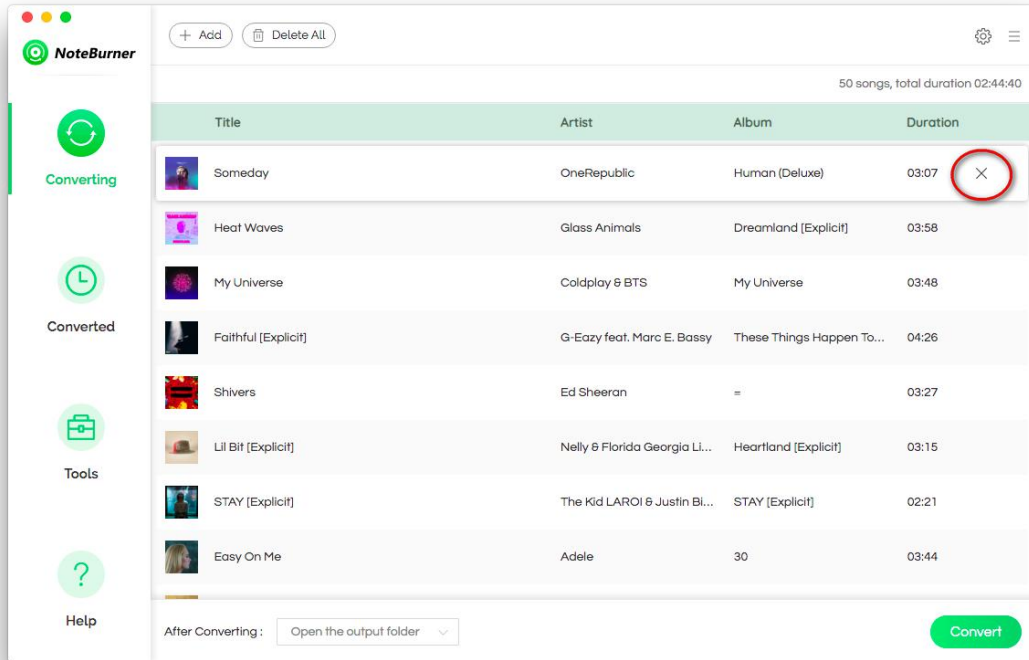 NoteBurner
Add
Delete All
50 songs, total duration 02:44:40
Title Artist Album Duration
Someday OneRepublic Human (Deluxe) 03:07
Heat Waves Glass Animals Dreamland [Explicit] 03:58
My Universe Coldplay & BTS My Universe 03:48
Faithful [Explicit] G-Eazy feat. Marc E. Bassy These Things Happen To... 04:26
Shivers Ed Sheeran = 03:27
Lil Bit [Explicit] Nelly & Florida Georgia Li... Heartland [Explicit] 03:15
STAY [Explicit] The Kid LAROI & Justin Bi... STAY [Explicit] 02:21
Easy On Me Adele 30 03:44
Converting
Converted
Tools
Help
After Converting : Open the output folder
Convert